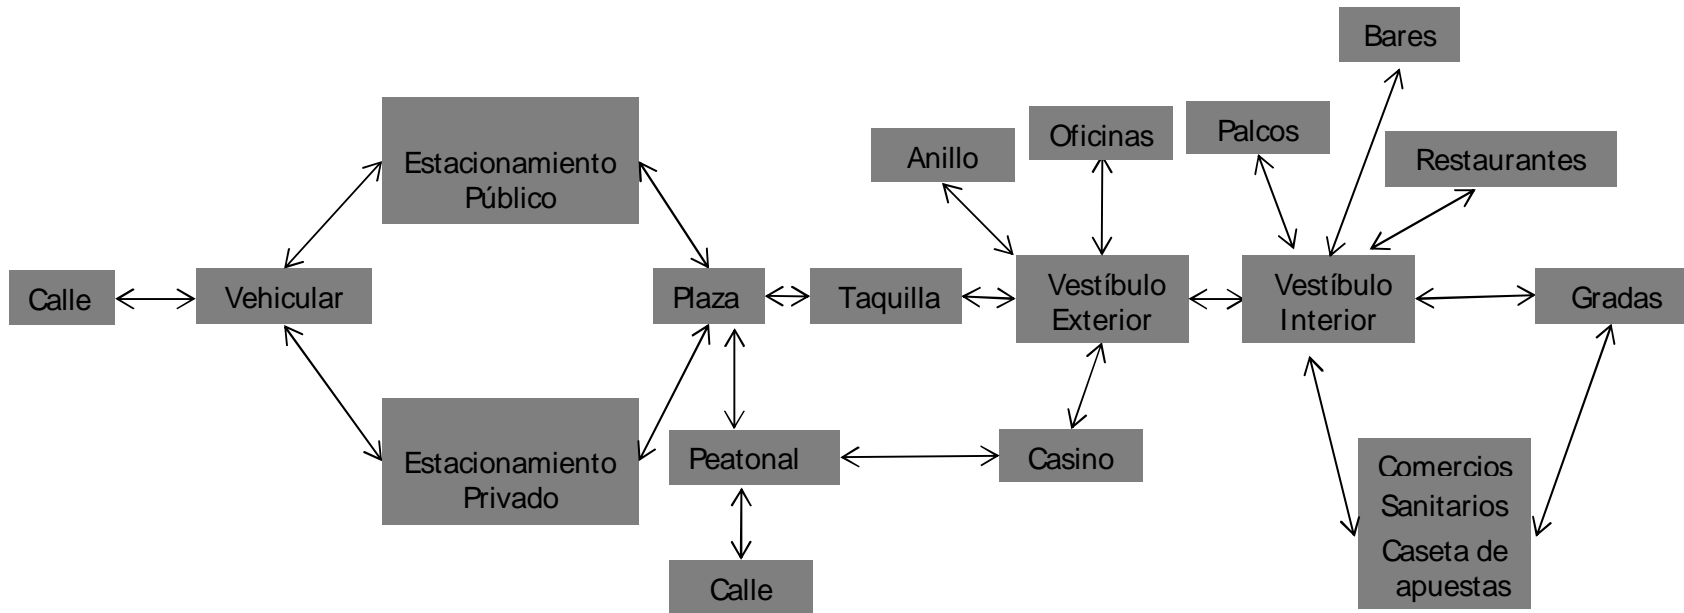 Bares
Estacionamiento
Público
Anillo
Oficinas
Palcos
Restaurantes
Calle
Vehicular
Plaza
Taquilla
Vestíbulo
Exterior
Vestíbulo
Interior
Gradas
Estacionamiento
Privado
Peatonal
Casino
Comercios
Sanitarios
Caseta de
apuestas
Calle